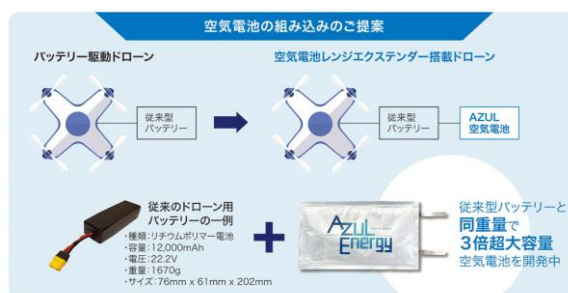 空気電池の組み込みのご提案
バッテリー駆動ドローン
空気電池レンジエクステンダー搭載ドローン
従来型
バッテリー
従来型
バッテリー
AZUL
空気電池
従来のドローン用
バッテリーの一例
・種類:リチウムポリマー電池
・容量:12,000mAh
・電圧:22.2V
・重量:1670g
・サイズ:76mm x 61mm x 202mm
+
AZUL
Energy
従来型バッテリーと
同重量で
3倍超大容量
空気電池を開発中